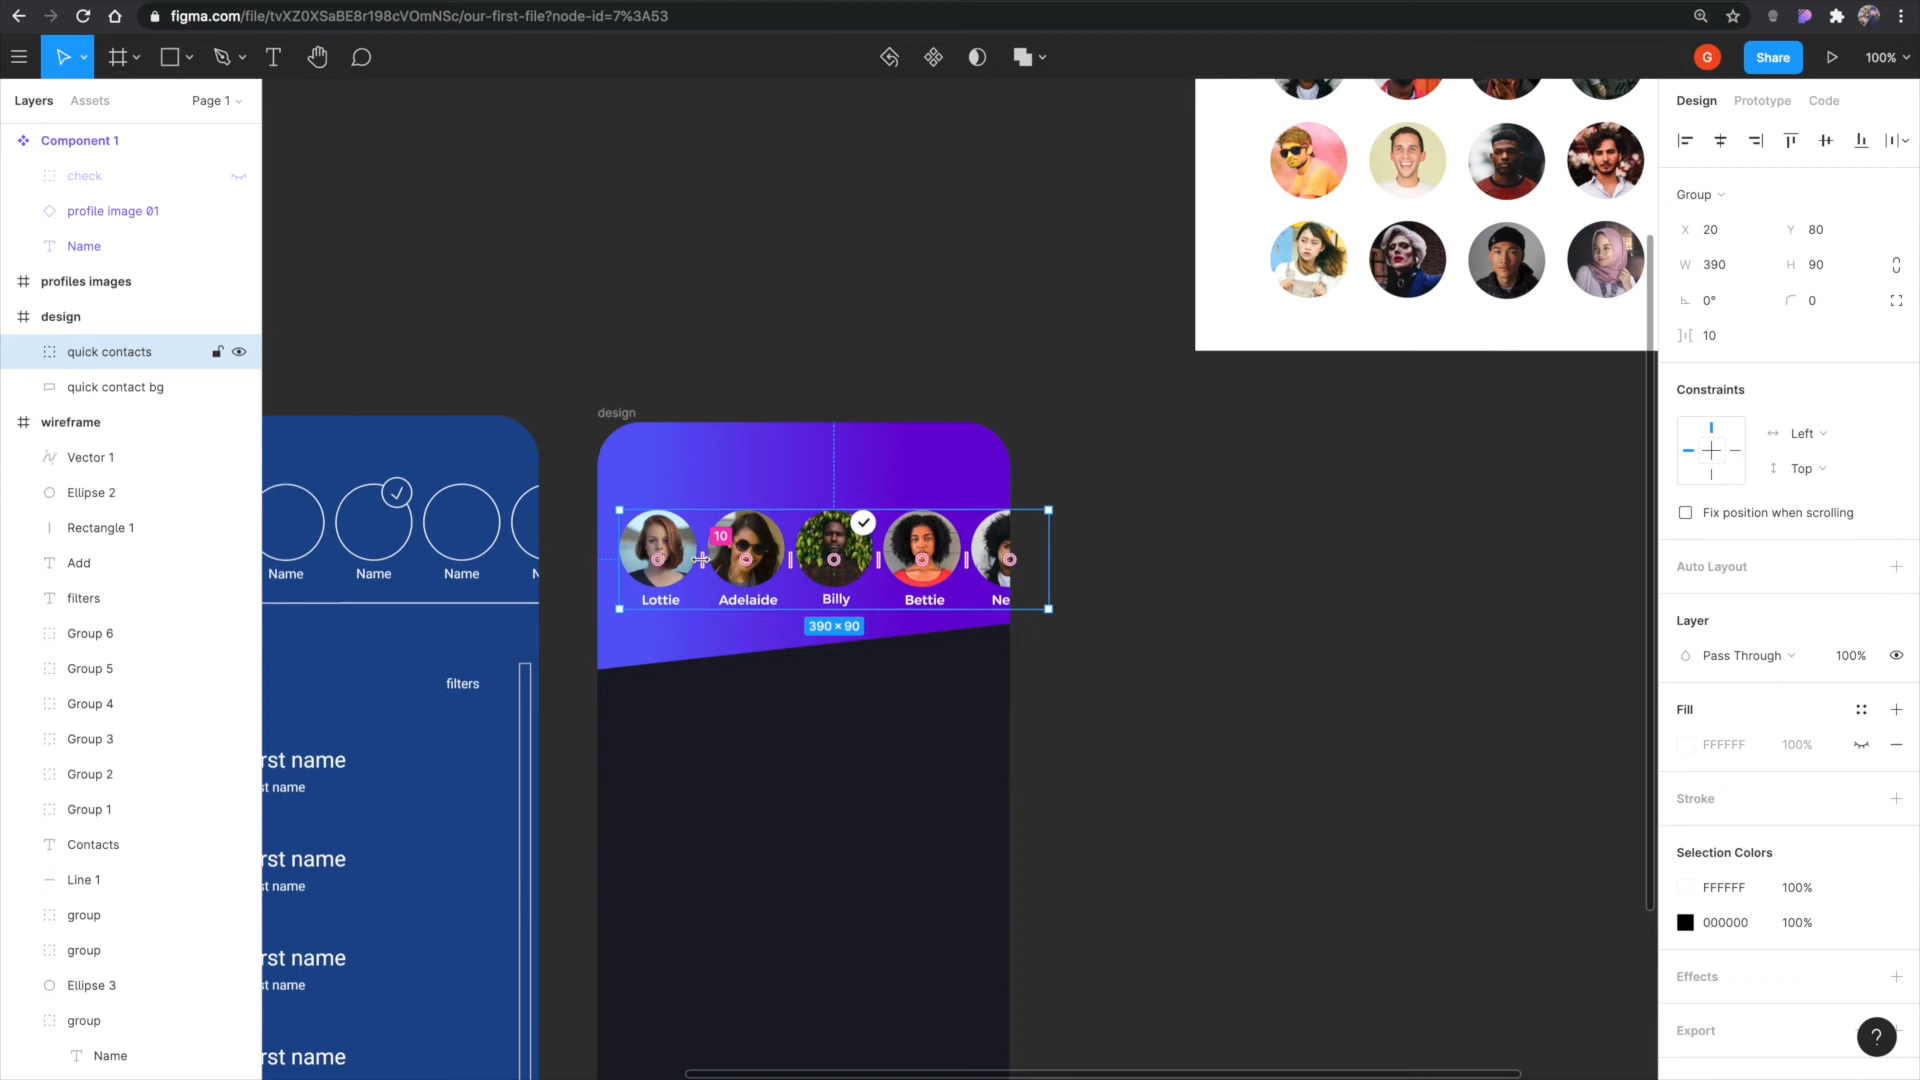 figma.com/file/tvXZ0XSaBE8r198cVOmNSc/our-first-file?node-id=7%3A53
G
Share
100%
Layers
Assets
Page 1
Component 1
check
profile image 01
Name
profiles images
design
quick contacts
quick contact bg
wireframe
Vector 1
Ellipse 2
Rectangle 1
Add
filters
Group 6
Group 5
Group 4
Group 3
Group 2
Group 1
Contacts
Line 1
group
group
Ellipse 3
group
Name
Name
Name
Name
N
filters
rst name
st name
rst name
st name
rst name
st name
rst name
design
10
Lottie
Adelaide
Billy
Bettie
Ne
390 × 90
Design
Prototype
Code
Group
X 20
Y 80
W 390
H 90
0°
0
10
Constraints
Left
Top
Fix position when scrolling
Auto Layout
Layer
Pass Through
100%
Fill
FFFFFF
100%
Stroke
Selection Colors
FFFFFF
100%
000000
100%
Effects
Export
?